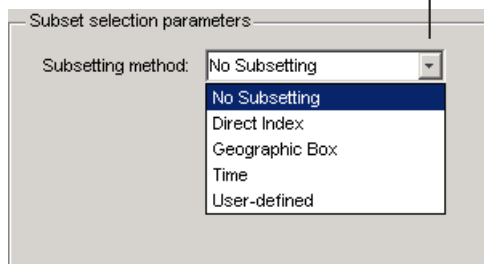 Subset selection parameters
Subsetting method: No Subsetting
No Subsetting
Direct Index
Geographic Box
Time
User-defined